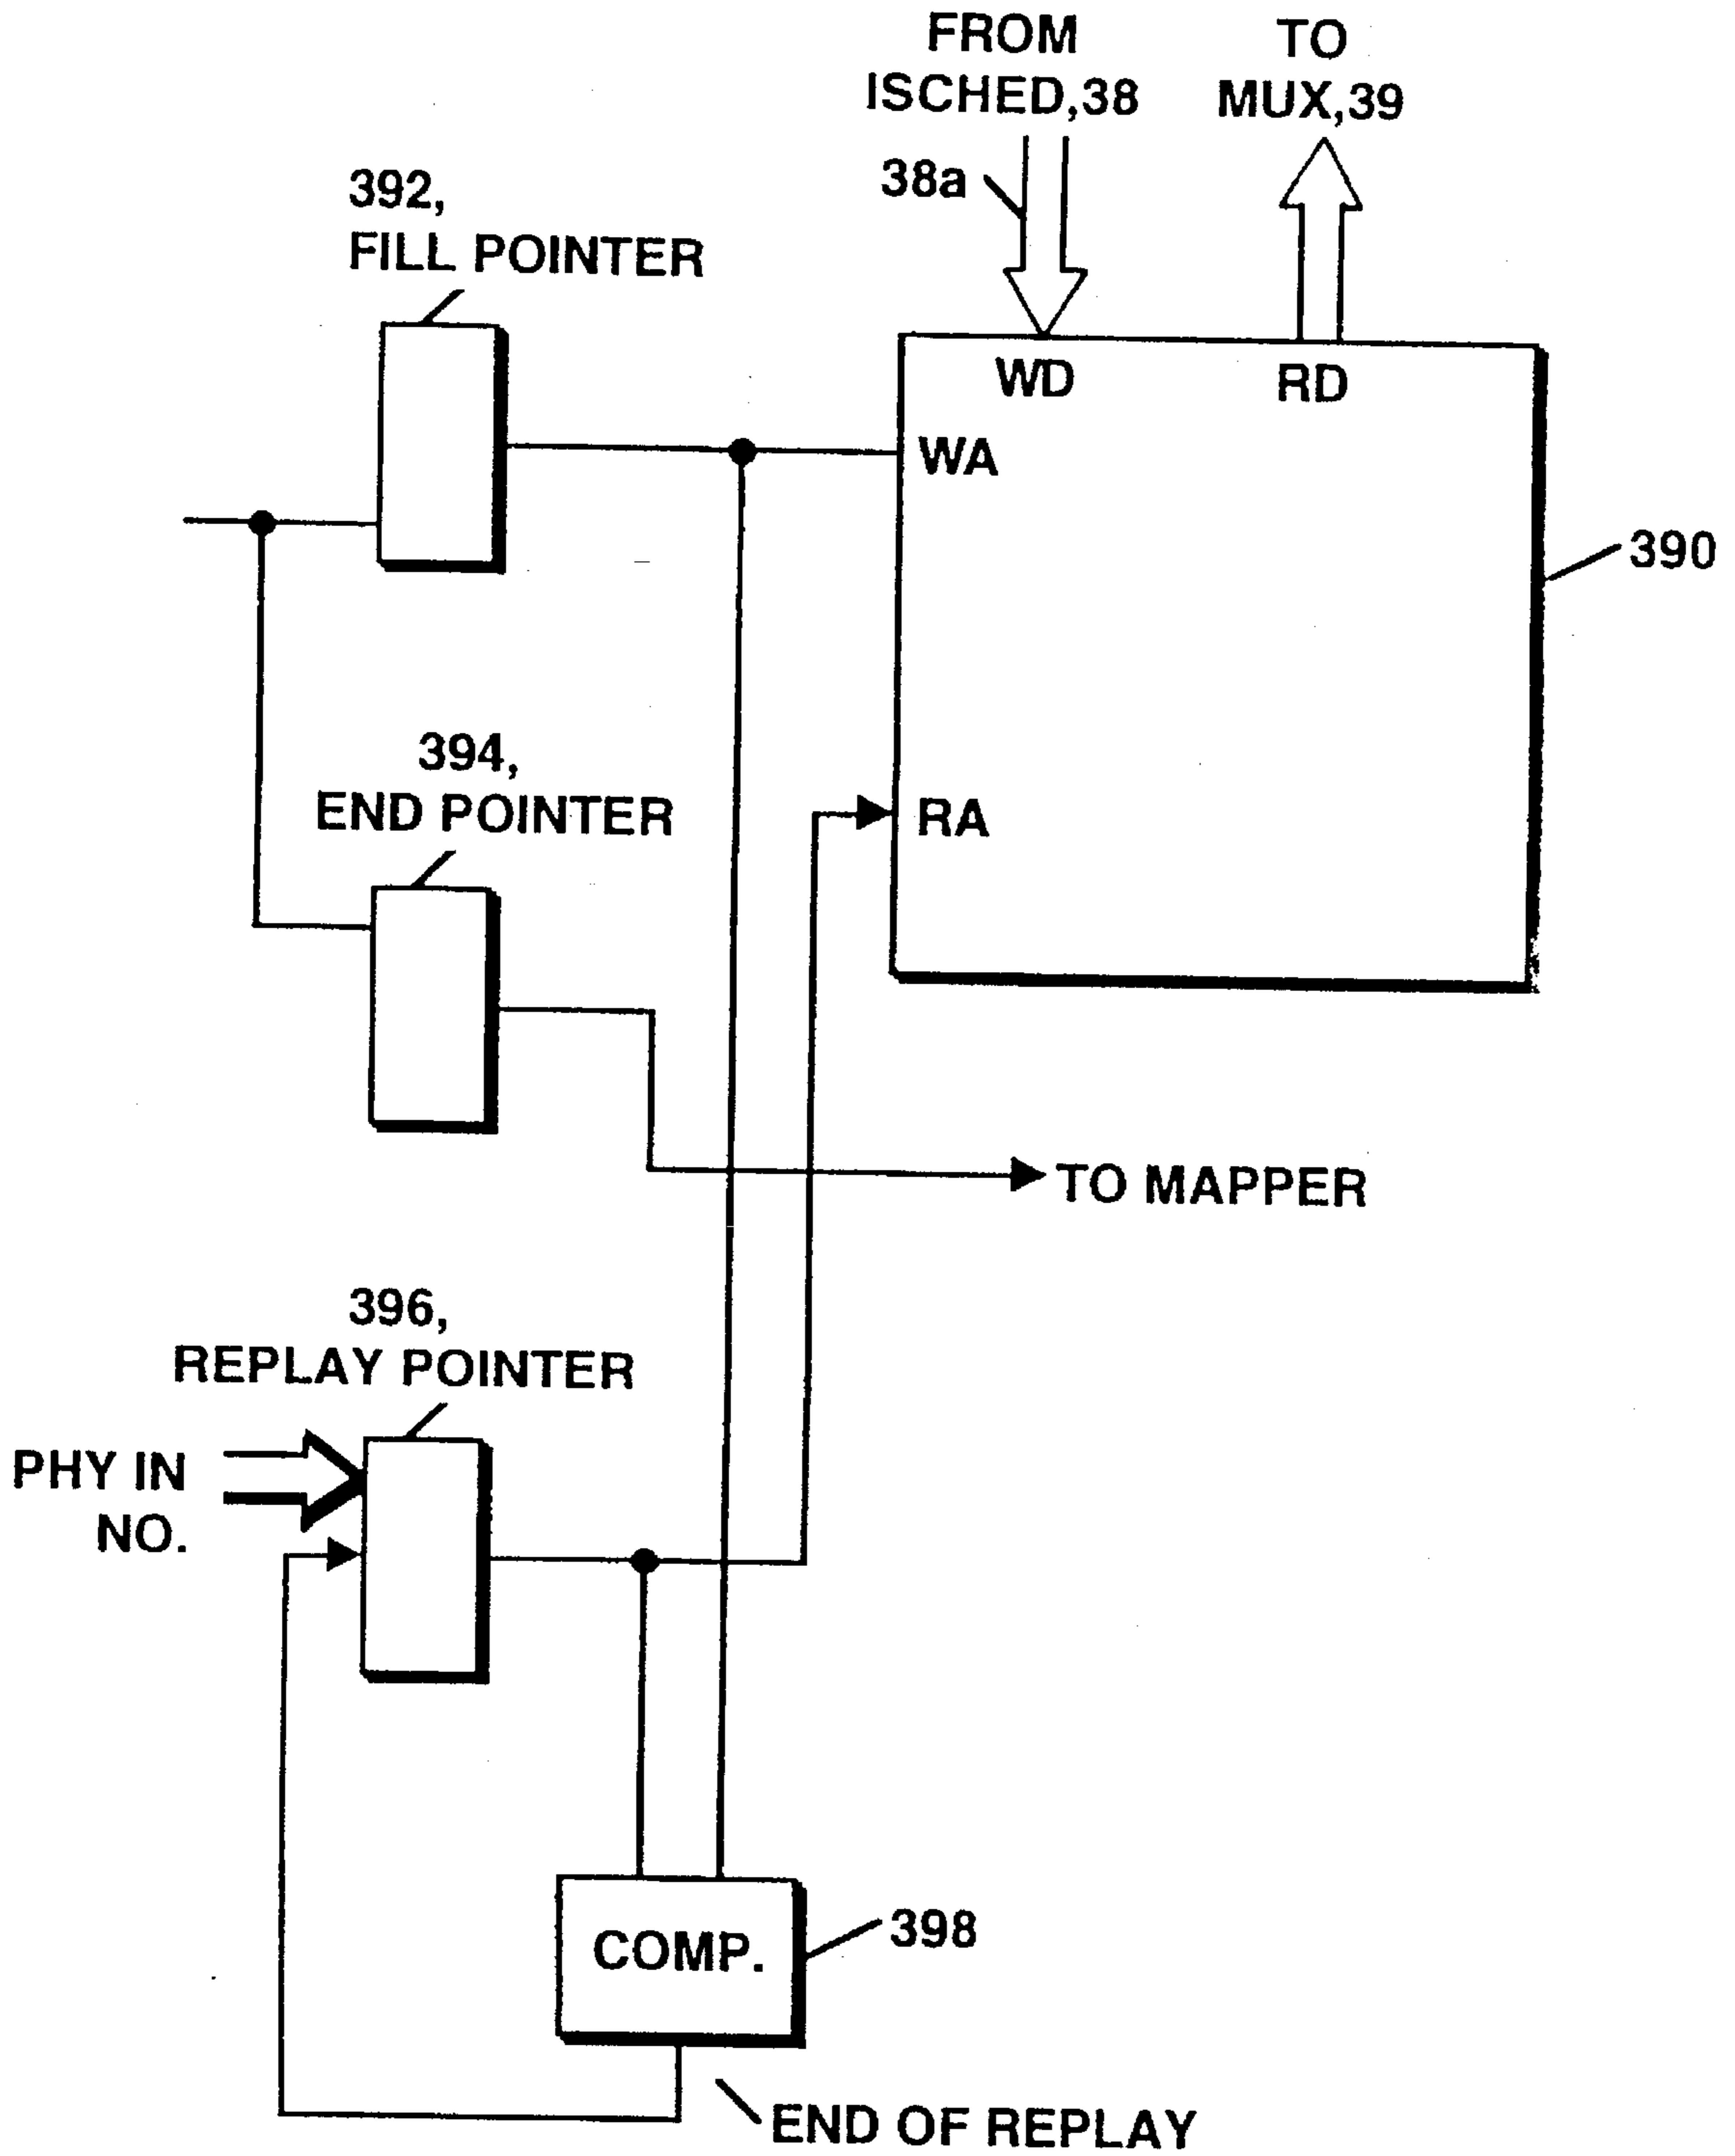 FROM
ISCHED,38
TO
MUX,39
38a
392,
FILL POINTER
WD
RD
WA
390
394,
END POINTER
RA
TO MAPPER
396,
REPLAY POINTER
PHY IN
NO.
COMP.
398
END OF REPLAY